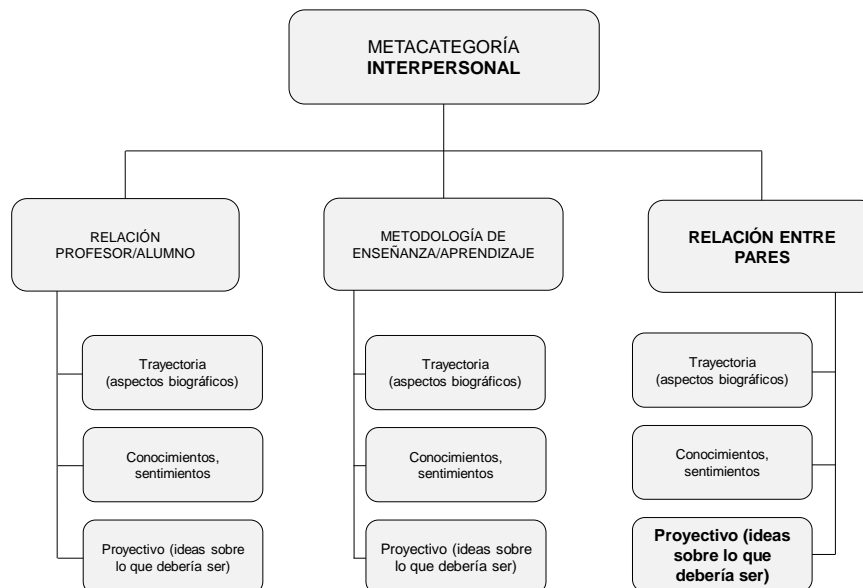 METACATEGORÍA
INTERPERSONAL
RELACIÓN
PROFESOR/ALUMNO
METODOLOGÍA DE
ENSEÑANZA/APRENDIZAJE
RELACIÓN ENTRE
PARES
Trayectoria
(aspectos biográficos)
Trayectoria
(aspectos biográficos)
Trayectoria
(aspectos biográficos)
Conocimientos,
sentimientos
Conocimientos,
sentimientos
Conocimientos,
sentimientos
Proyectivo (ideas sobre
lo que debería ser)
Proyectivo (ideas sobre
lo que debería ser)
Proyectivo (ideas
sobre lo que
debería ser)